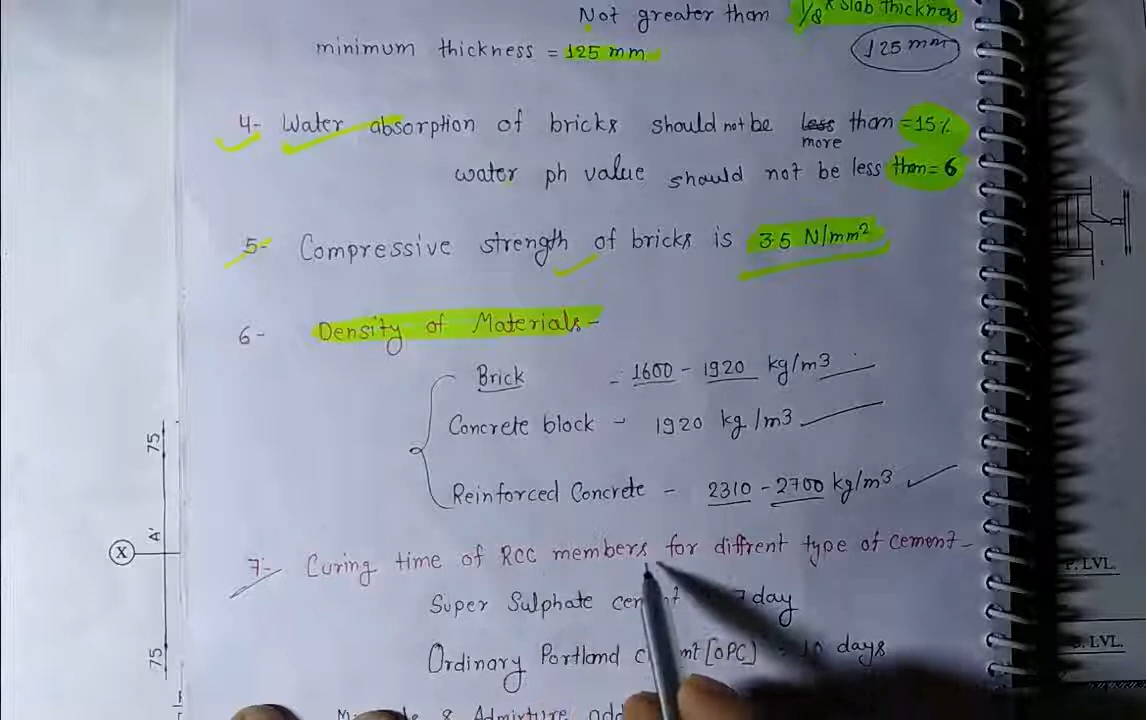 Not greater than 1/8 x slab thickness
minimum thickness = 125 mm
125 mm
4- Water absorption of bricks should not be less than = 15%
more
water ph value should not be less than = 6
5- Compressive strength of bricks is 3.5 N/mm²
6- Density of Materials -
Brick = 1600 - 1920 kg/m3
Concrete block - 1920 kg/m3
Reinforced Concrete - 2310 - 2700 kg/m3
7- Curing time of RCC members for diffrent type of cement -
Super Sulphate day
Ordinary Portland [OPC] days
& Admixture
75
A'
X
75
LVL.
LVL.